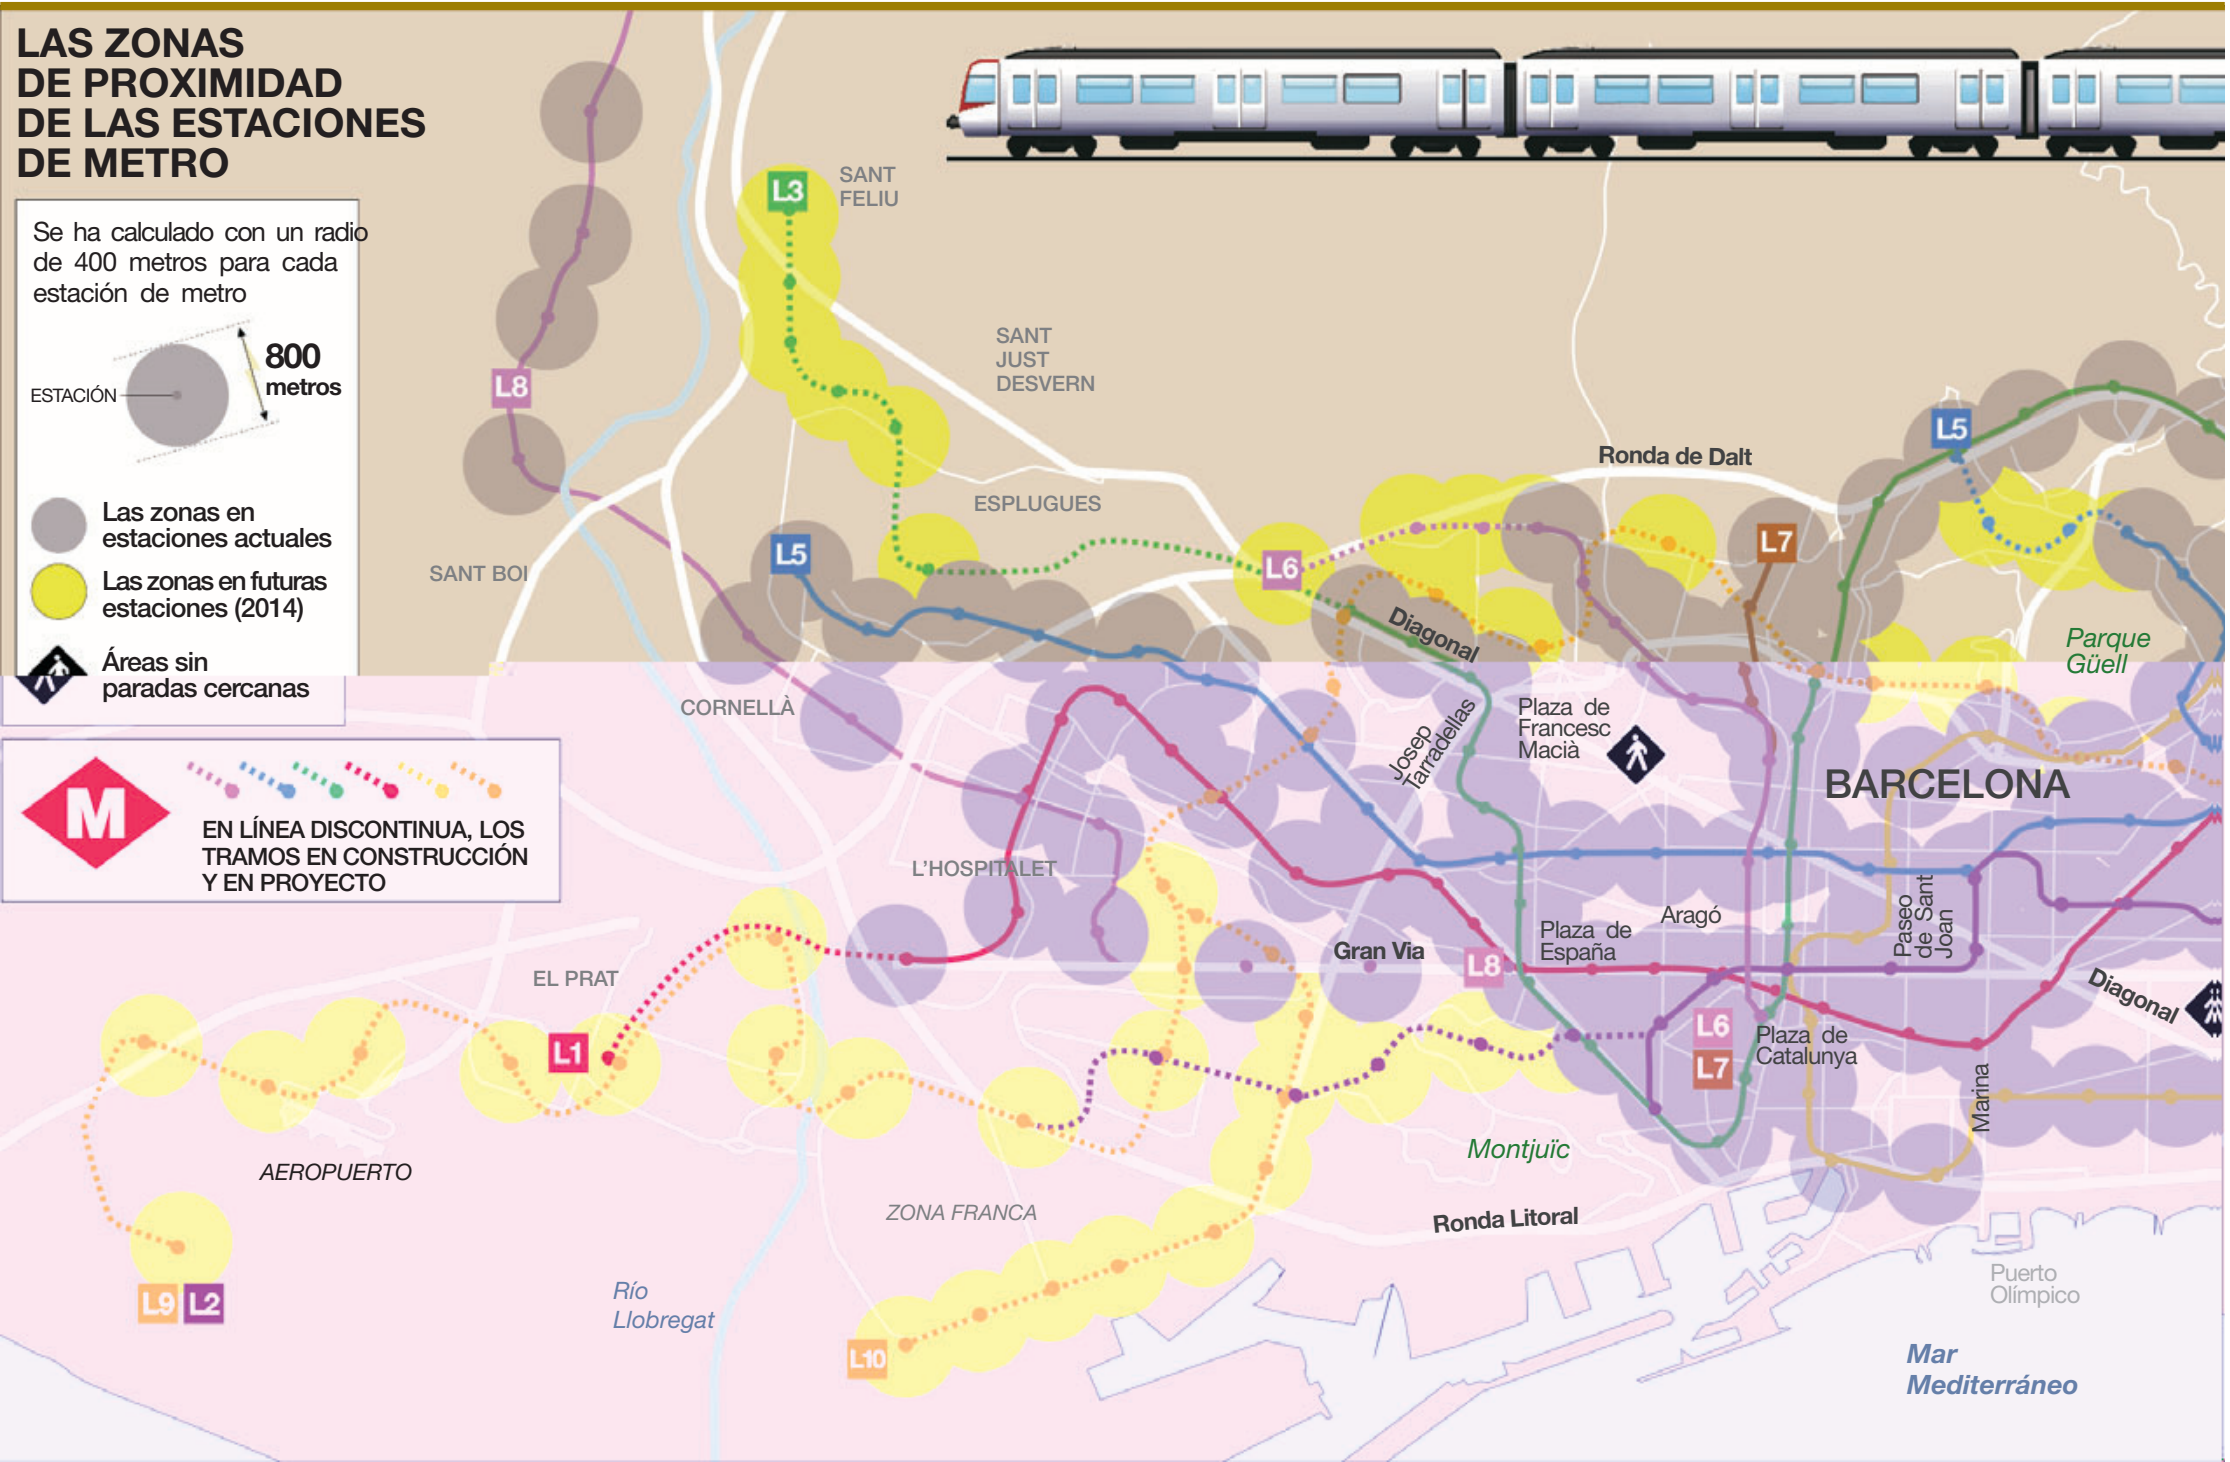 LAS ZONAS
DE PROXIMIDAD
DE LAS ESTACIONES
DE METRO
Se ha calculado con un radio
de 400 metros para cada
estación de metro
800
metros
ESTACIÓN
Las zonas en
estaciones actuales
Las zonas en futuras
estaciones (2014)
Áreas sin
paradas cercanas
M
EN LÍNEA DISCONTINUA, LOS
TRAMOS EN CONSTRUCCIÓN
Y EN PROYECTO
L3
SANT
FELIU
L8
SANT
JUST
DESVERN
L5
Ronda de Dalt
ESPLUGUES
L5
L6
L7
SANT BOI
Diagonal
Parque
Güell
CORNELLÀ
Josep
Tarradellas
Plaza de
Francesc
Macià
BARCELONA
L'HOSPITALET
Aragó
Paseo
de Sant
Joan
Plaza de
España
Gran Via
L8
EL PRAT
Diagonal
L1
L6
L7
Plaza de
Catalunya
Marina
Montjuïc
AEROPUERTO
ZONA FRANCA
Ronda Litoral
L9
L2
Río
Llobregat
L10
Puerto
Olímpico
Mar
Mediterráneo